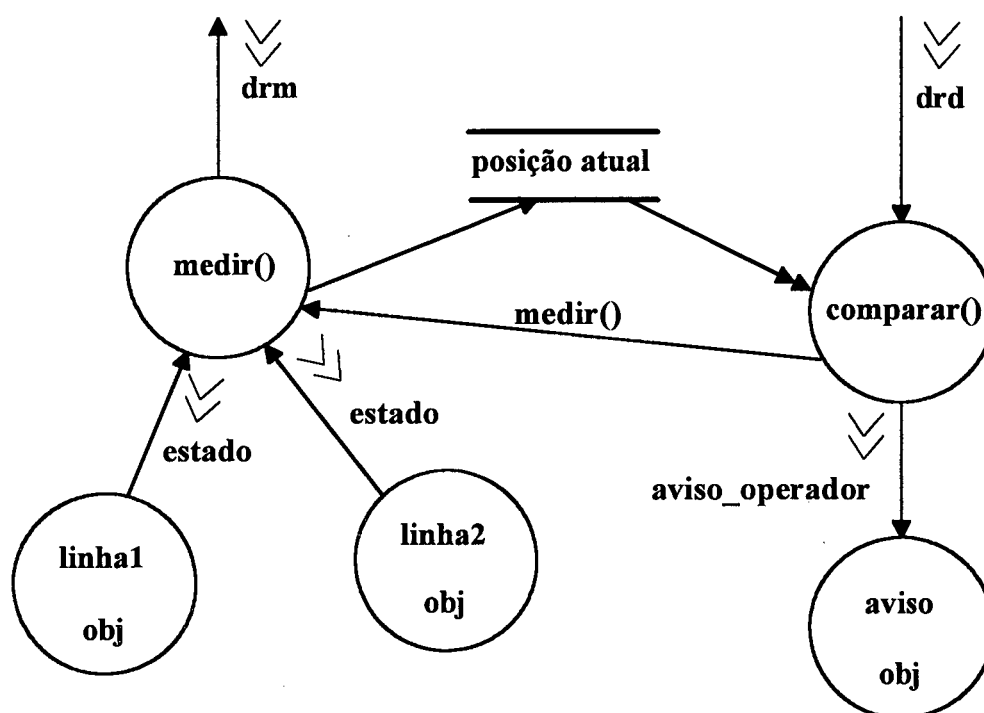 drm
drd
posição atual
medir()
medir()
comparar()
estado
estado
aviso_operador
linha1
obj
linha2
obj
aviso
obj